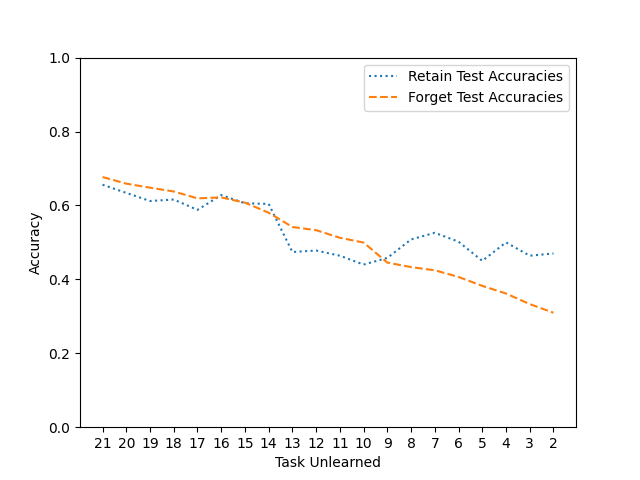 Retain Test Accuracies
Forget Test Accuracies
1.0
0.8
0.6
0.4
0.2
0.0
Accuracy
21 20 19 18 17 16 15 14 13 12 11 10 9 8 7 6 5 4 3 2
Task Unlearned